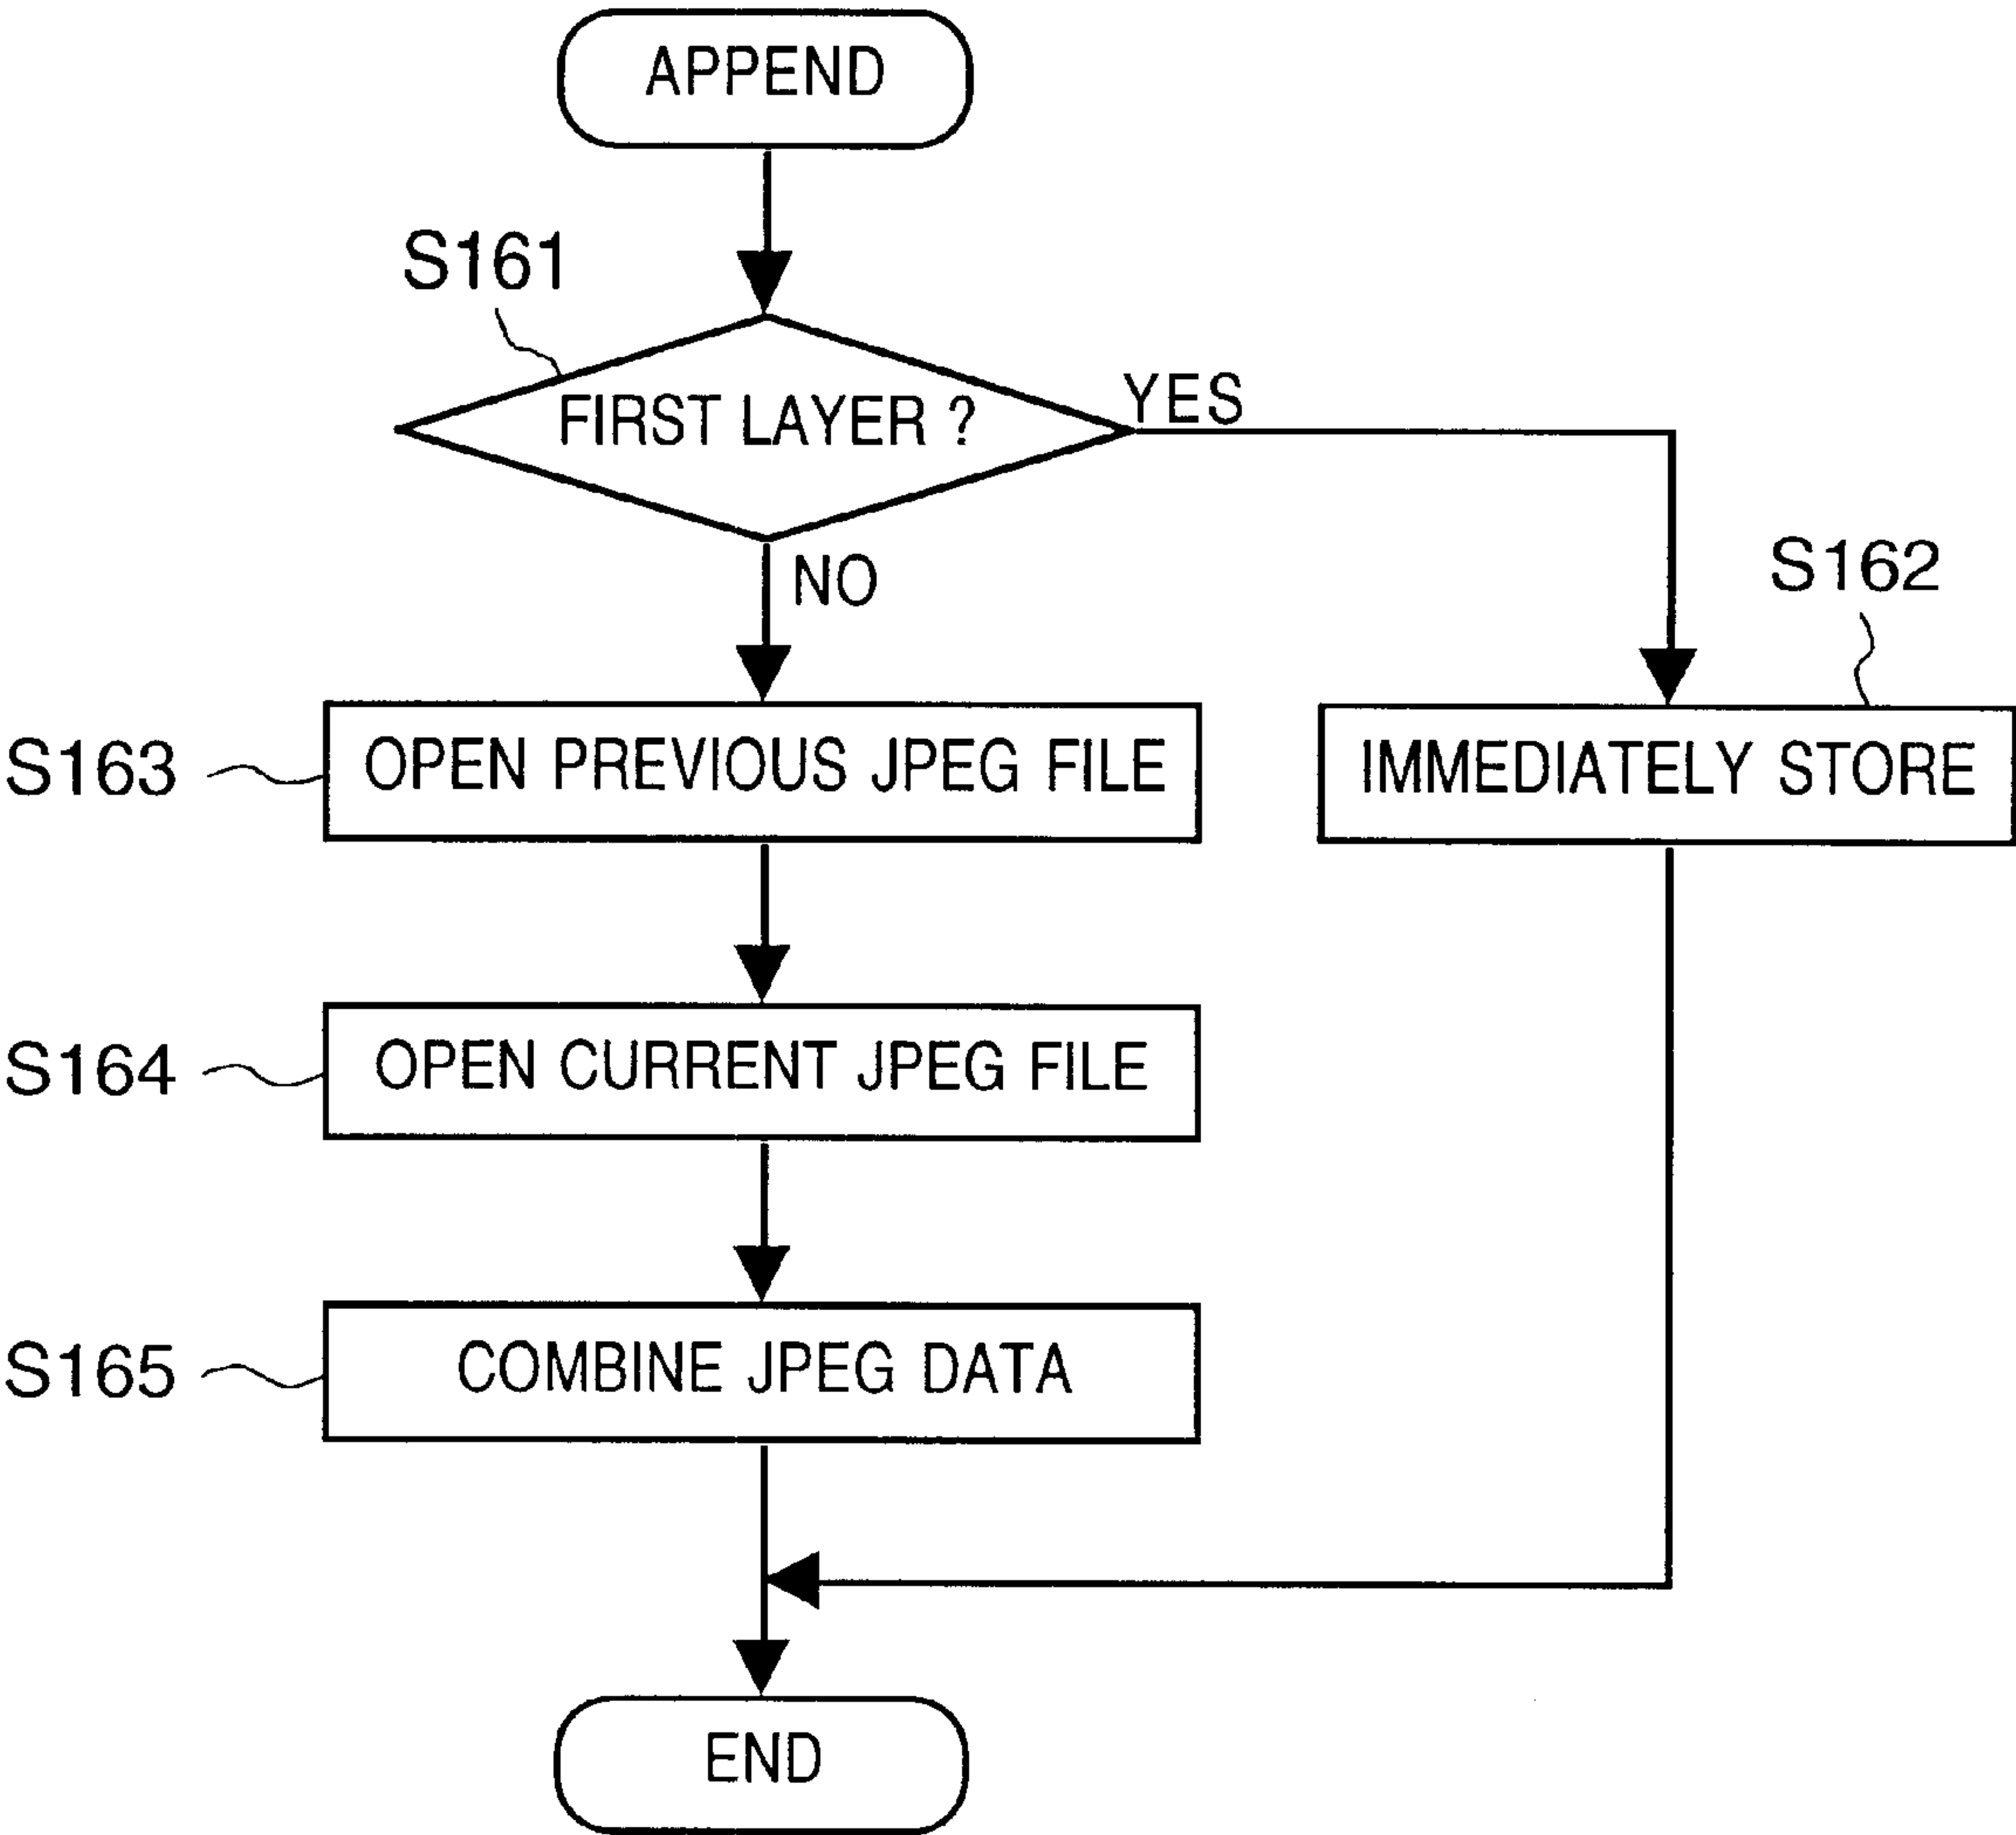 APPEND
S161
FIRST LAYER ?
YES
NO
S162
S163
OPEN PREVIOUS JPEG FILE
IMMEDIATELY STORE
S164
OPEN CURRENT JPEG FILE
S165
COMBINE JPEG DATA
END